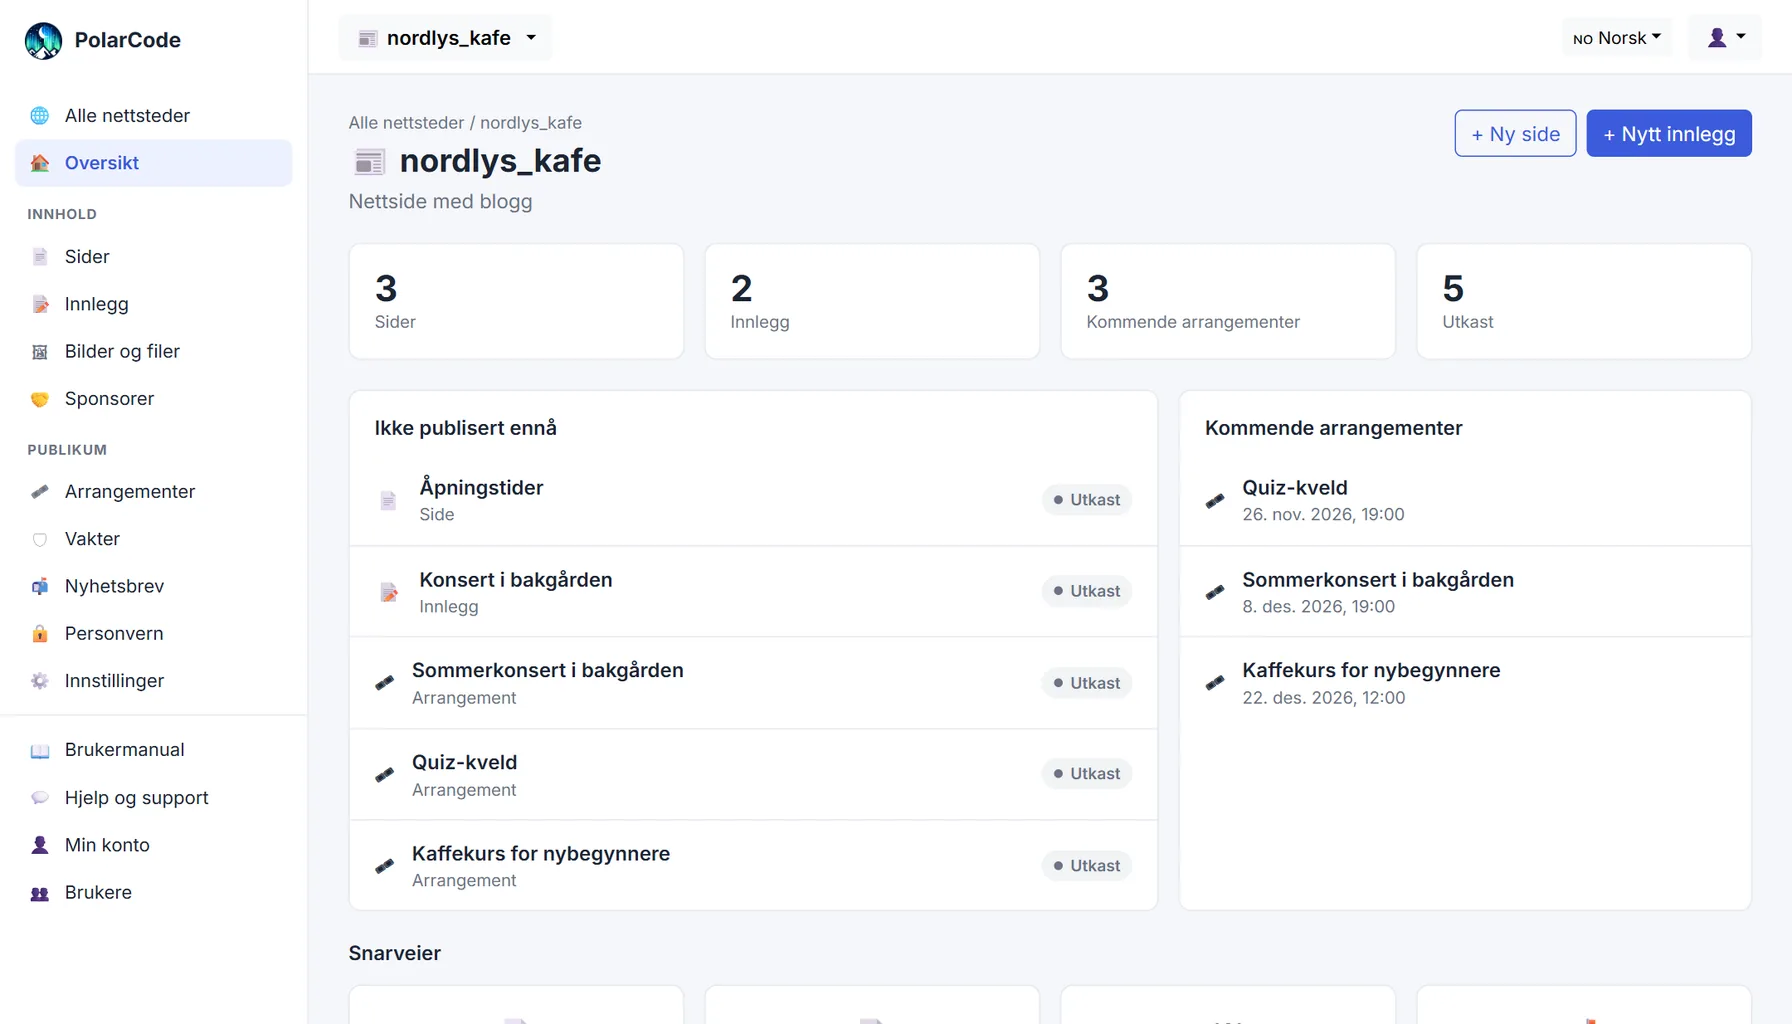 PolarCode
nordlys_kafe
NO Norsk
Alle nettsteder
Oversikt
INNHOLD
Sider
Innlegg
Bilder og filer
Sponsorer
PUBLIKUM
Arrangementer
Vakter
Nyhetsbrev
Personvern
Innstillinger
Brukermanual
Hjelp og support
Min konto
Brukere
Alle nettsteder / nordlys_kafe
nordlys_kafe
Nettside med blogg
+ Ny side
+ Nytt innlegg
3
Sider
2
Innlegg
3
Kommende arrangementer
5
Utkast
Ikke publisert ennå
Åpningstider
Side
Utkast
Konsert i bakgården
Innlegg
Utkast
Sommerkonsert i bakgården
Arrangement
Utkast
Quiz-kveld
Arrangement
Utkast
Kaffekurs for nybegynnere
Arrangement
Utkast
Kommende arrangementer
Quiz-kveld
26. nov. 2026, 19:00
Sommerkonsert i bakgården
8. des. 2026, 19:00
Kaffekurs for nybegynnere
22. des. 2026, 12:00
Snarveier